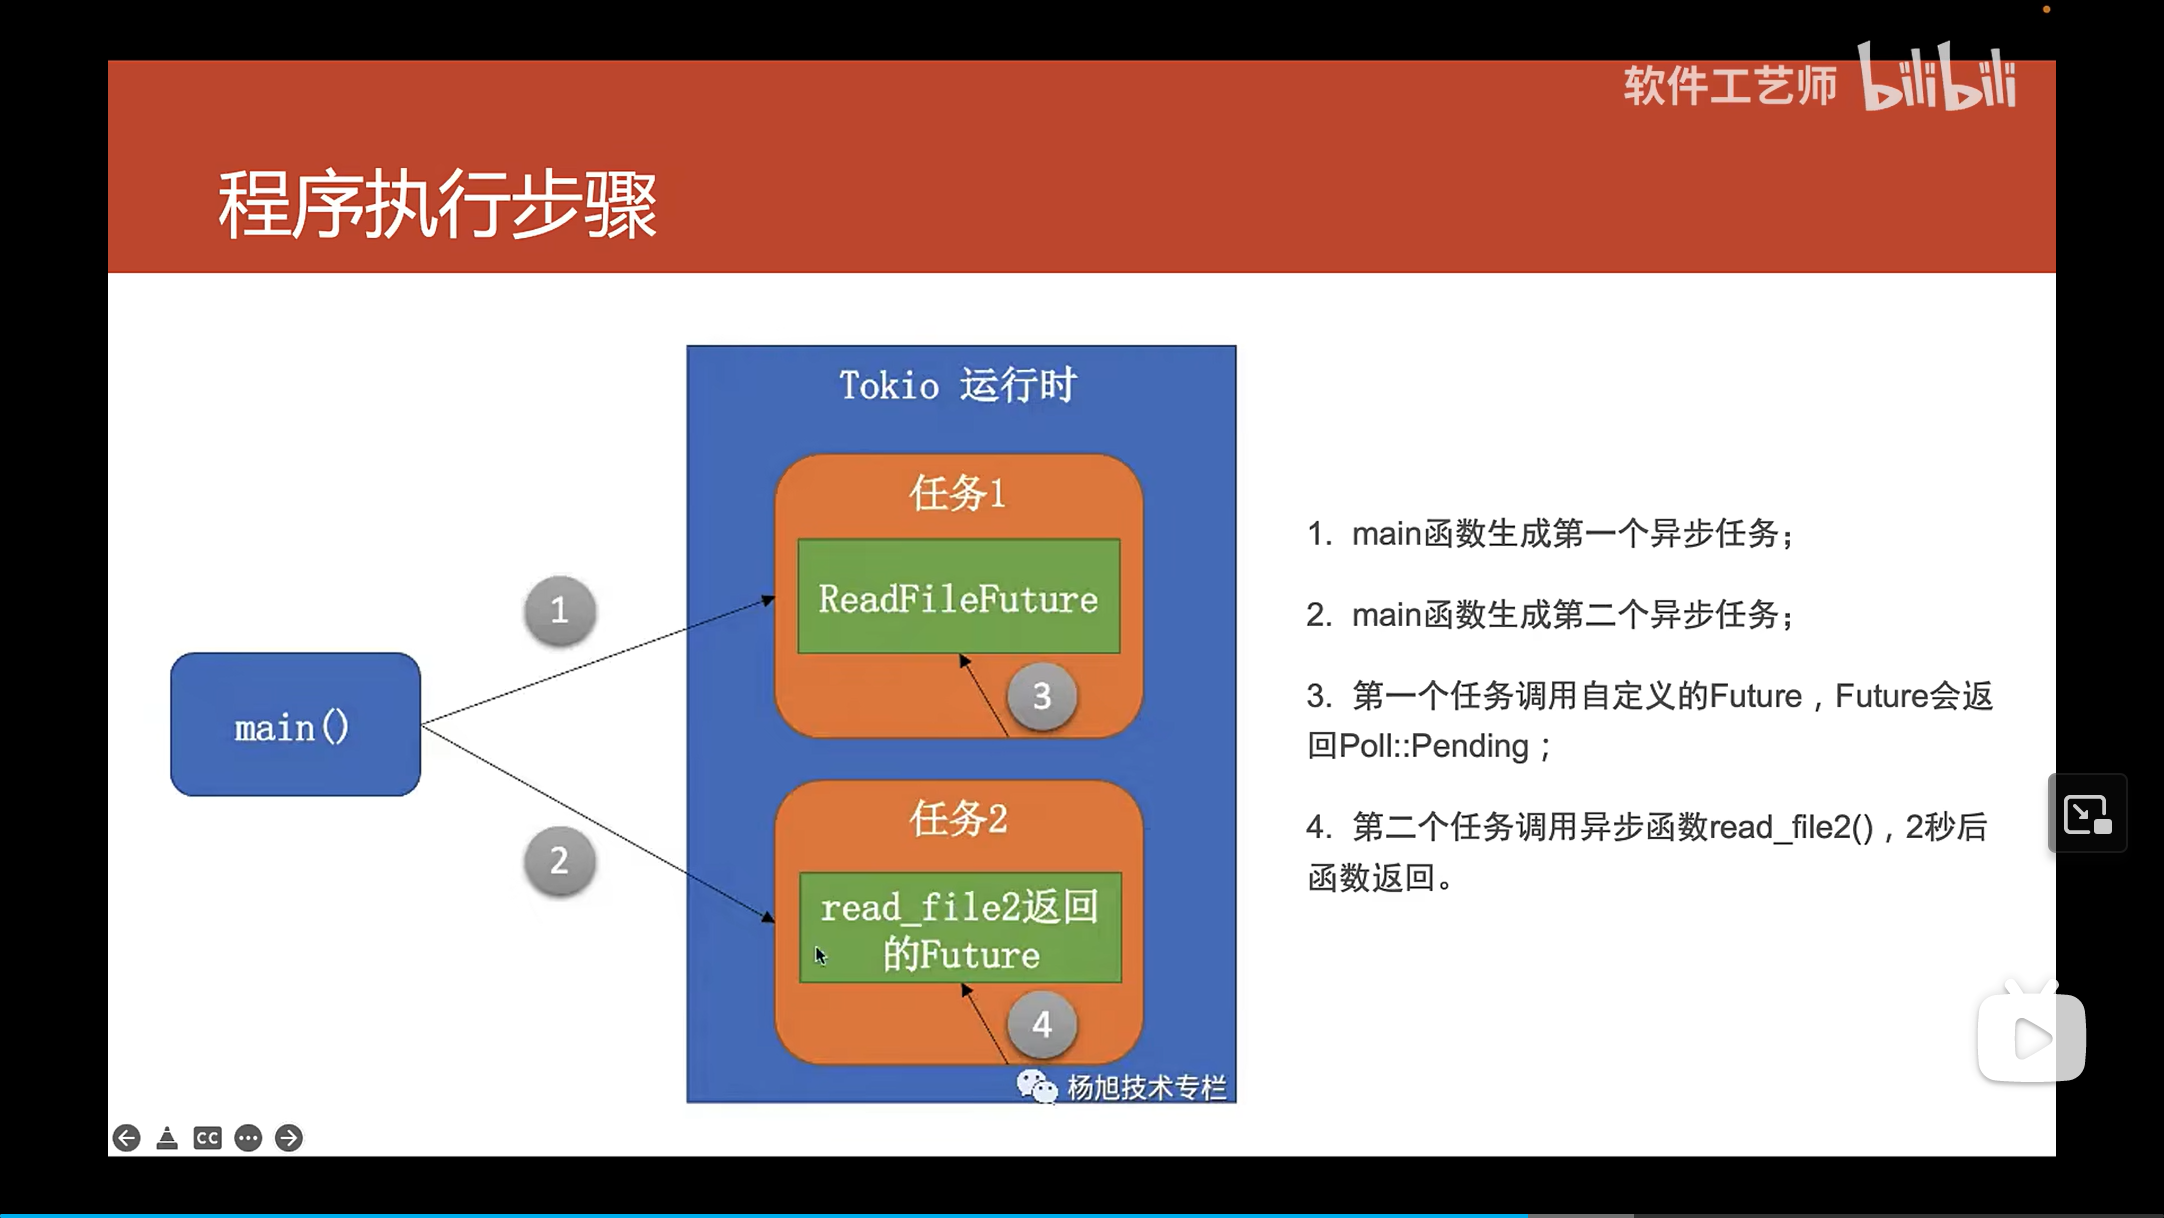 软件工艺师 bilibili
程序执行步骤
Tokio 运行时
任务1
ReadFileFuture
1
3
main()
2
任务2
read_file2返回
的Future
4
杨旭技术专栏
1. main函数生成第一个异步任务；
2. main函数生成第二个异步任务；
3. 第一个任务调用自定义的Future，Future会返
回Poll::Pending；
4. 第二个任务调用异步函数read_file2()，2秒后
函数返回。
CC